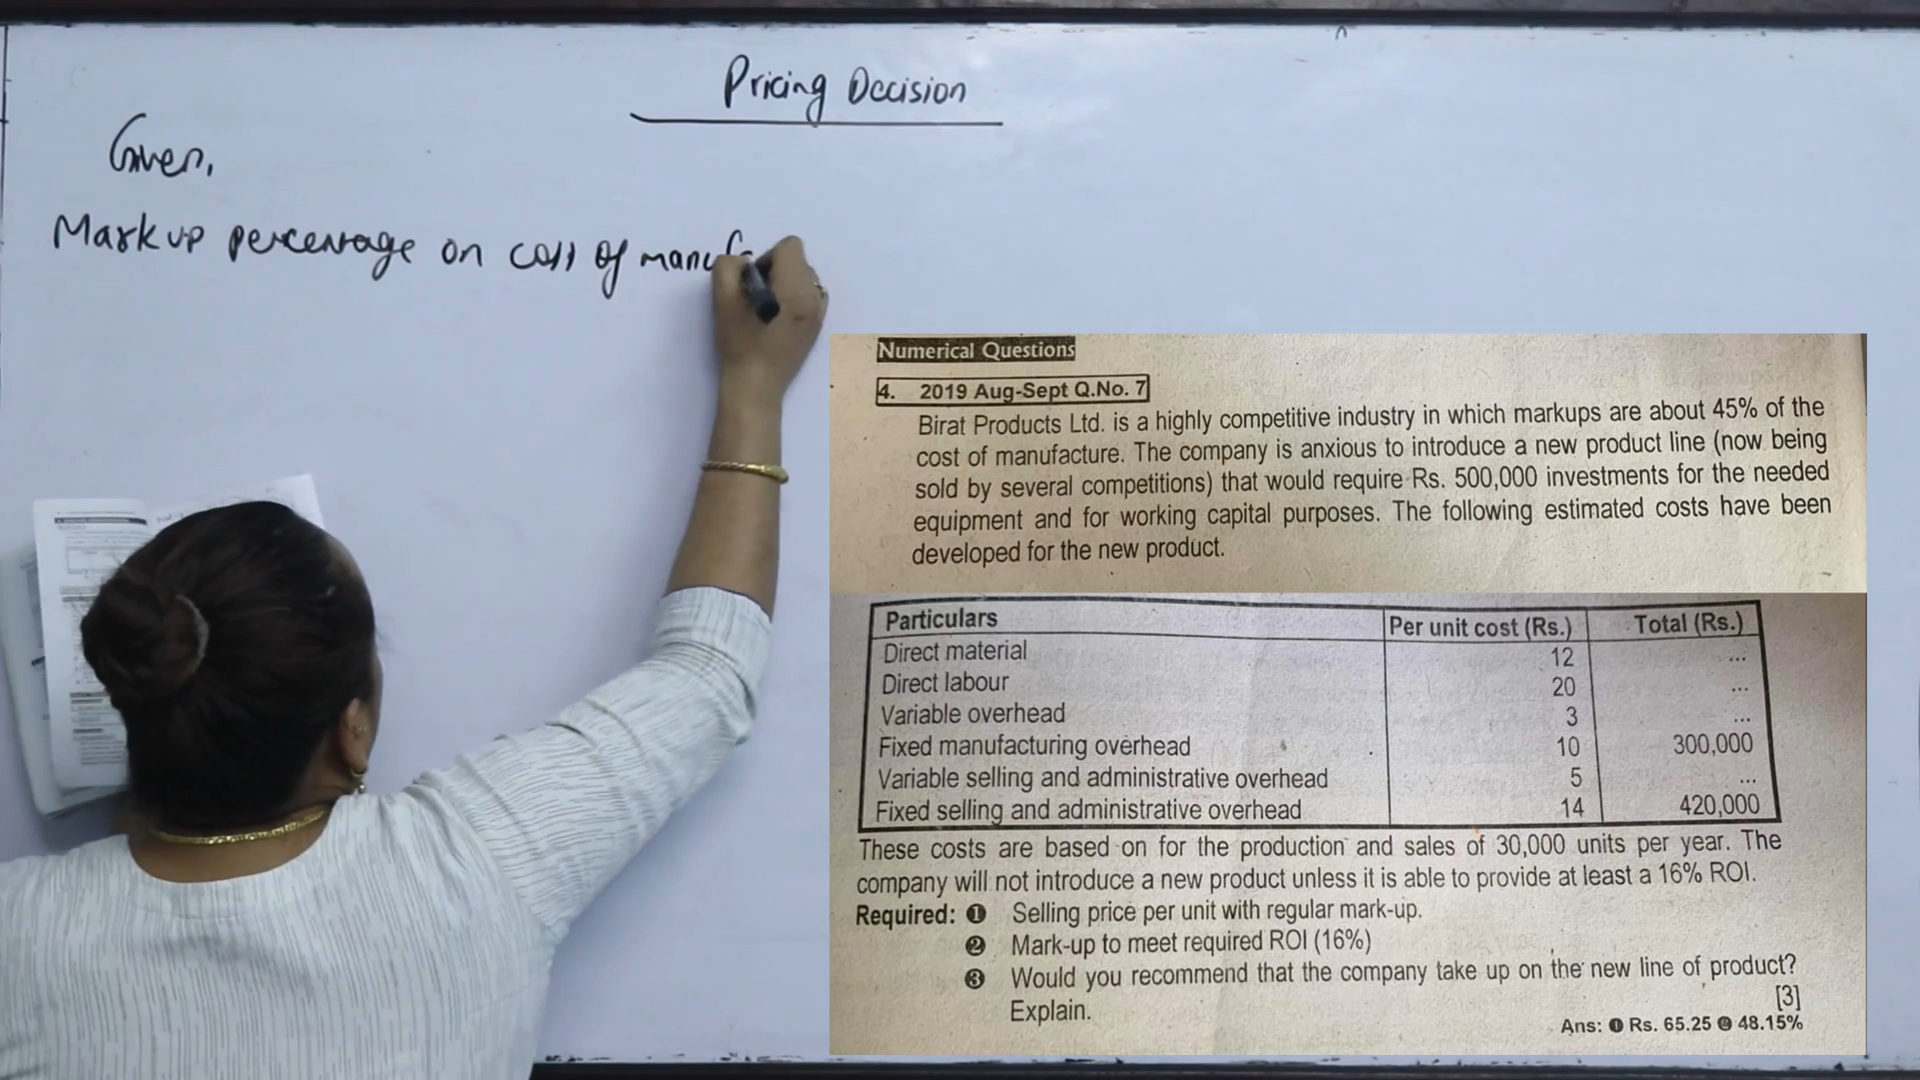 Pricing Decision
Given,
Mark up percentage on cost of manuf
Numerical Questions
4. 2019 Aug-Sept Q.No. 7
Birat Products Ltd. is a highly competitive industry in which markups are about 45% of the
cost of manufacture. The company is anxious to introduce a new product line (now being
sold by several competitions) that would require Rs. 500,000 investments for the needed
equipment and for working capital purposes. The following estimated costs have been
developed for the new product.
Particulars Per unit cost (Rs.) Total (Rs.)
Direct material 12 ...
Direct labour 20 ...
Variable overhead 3 ...
Fixed manufacturing overhead 10 300,000
Variable selling and administrative overhead 5 ...
Fixed selling and administrative overhead 14 420,000
These costs are based on for the production and sales of 30,000 units per year. The
company will not introduce a new product unless it is able to provide at least a 16% ROI.
Required: ❶ Selling price per unit with regular mark-up.
❷ Mark-up to meet required ROI (16%)
❸ Would you recommend that the company take up on the new line of product?
Explain. [3]
Ans: ❶ Rs. 65.25 ❷ 48.15%